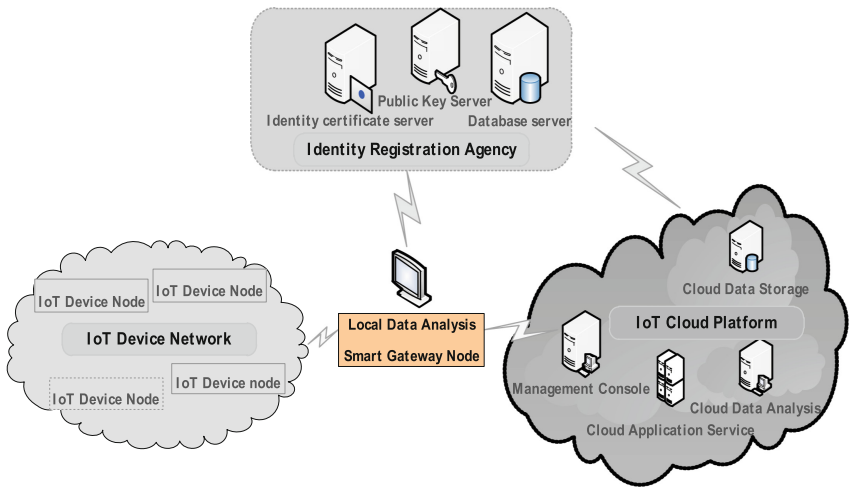 Public Key Server
Identity certificate server
Database server
Identity Registration Agency
IoT Device Node
IoT Device Node
IoT Device Network
IoT Device node
IoT Device Node
Local Data Analysis
Smart Gateway Node
Cloud Data Storage
IoT Cloud Platform
Management Console
Cloud Data Analysis
Cloud Application Service